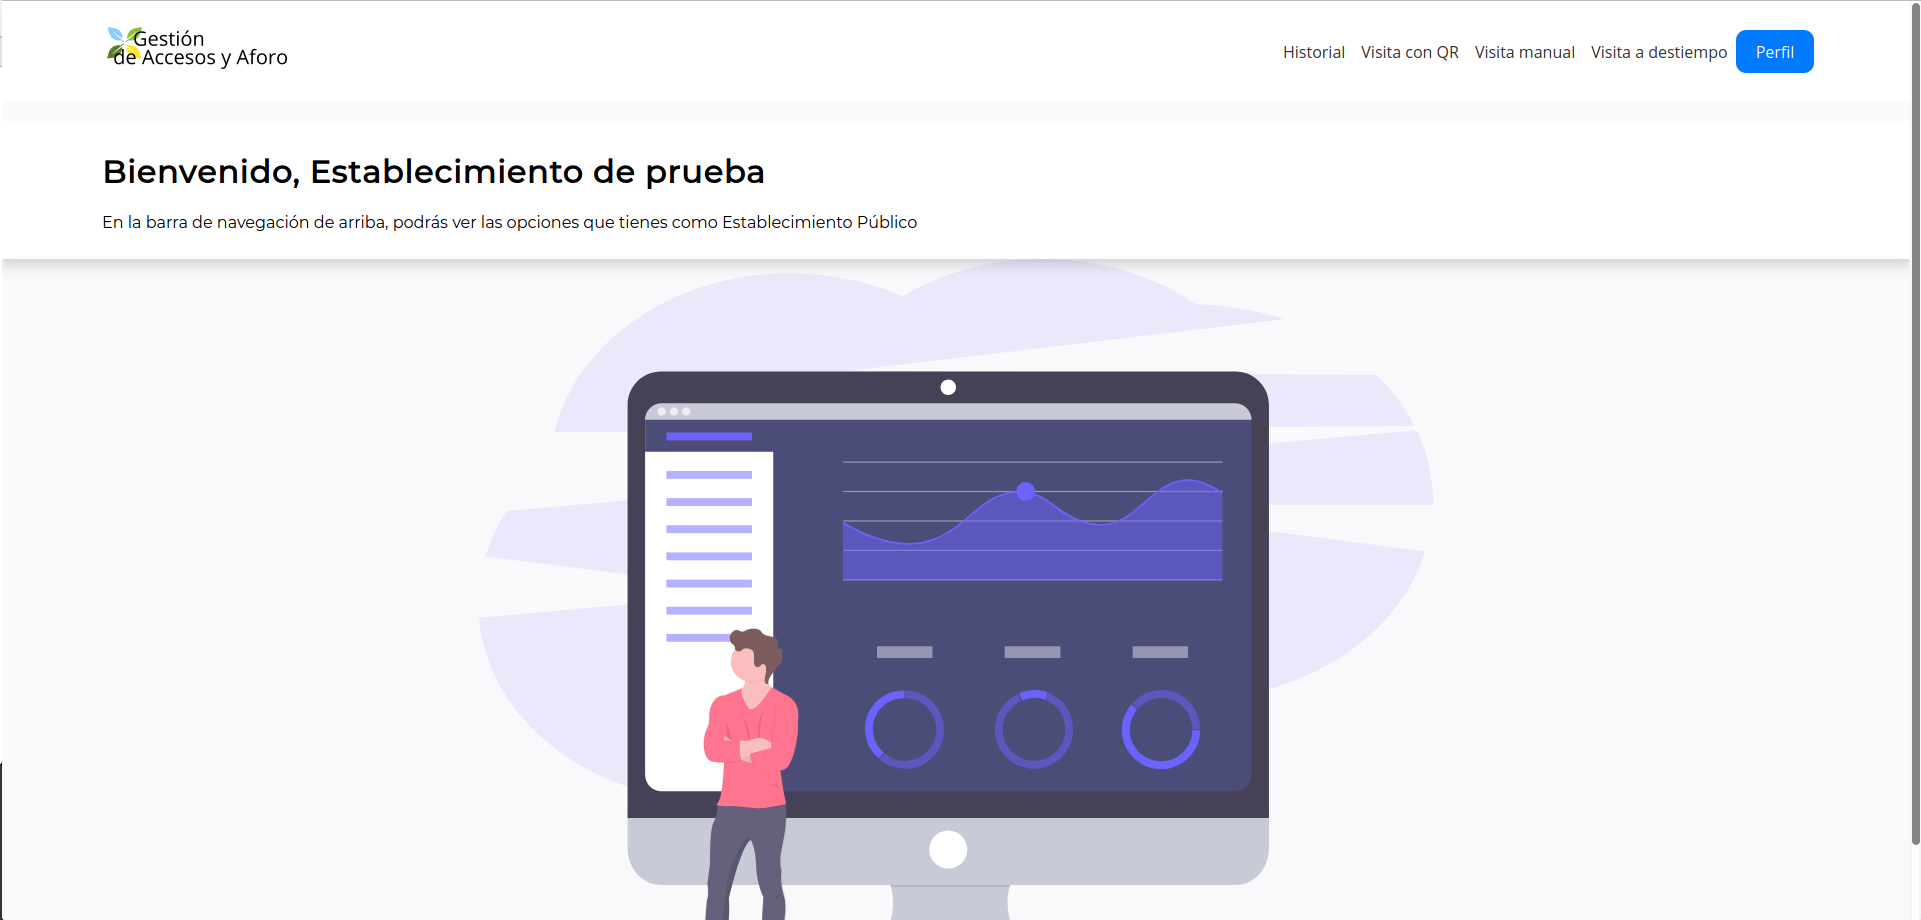 Gestión
de Accesos y Aforo
Historial Visita con QR Visita manual Visita a destiempo Perfil
Bienvenido, Establecimiento de prueba
En la barra de navegación de arriba, podrás ver las opciones que tienes como Establecimiento Público